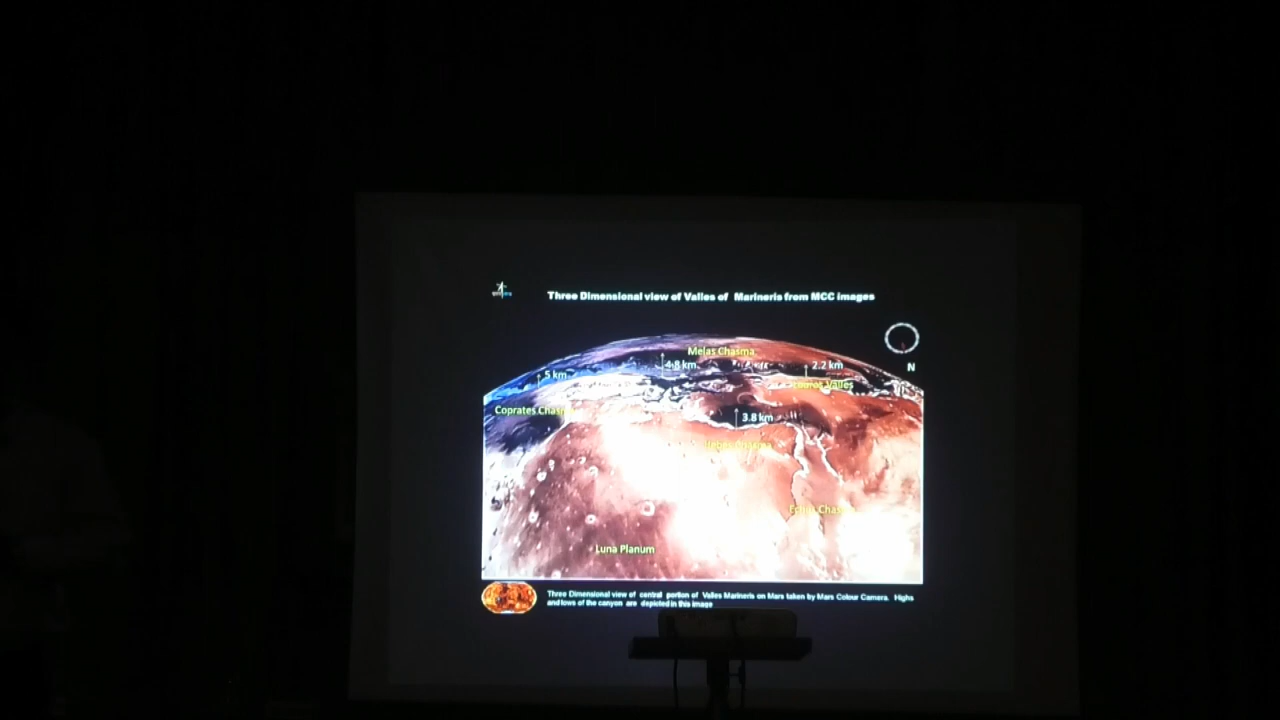 Three Dimensional view of Valles of Marineris from MCC images
Melas Chasma
4.8 km
2.2 km
N
5 km
Coprates Chasma
3.8 km
Luna Planum
Three Dimensional view of central portion of Valles Marineris on Mars taken by Mars Colour Camera. Highs
and lows of the canyon are depicted in this image